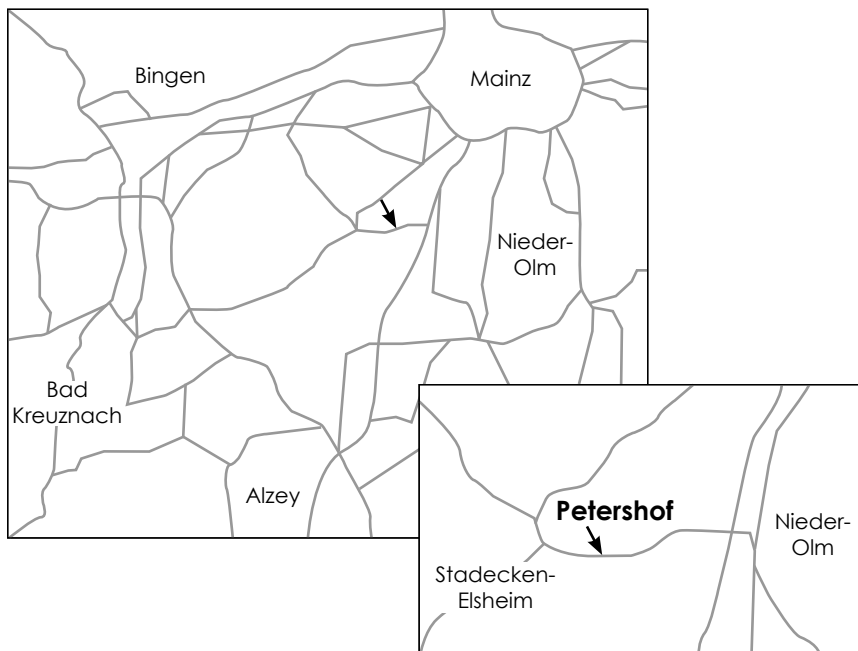 Bingen
Mainz
Nieder-
Olm
Bad
Kreuznach
Alzey
Petershof
Nieder-
Olm
Stadecken-
Elsheim